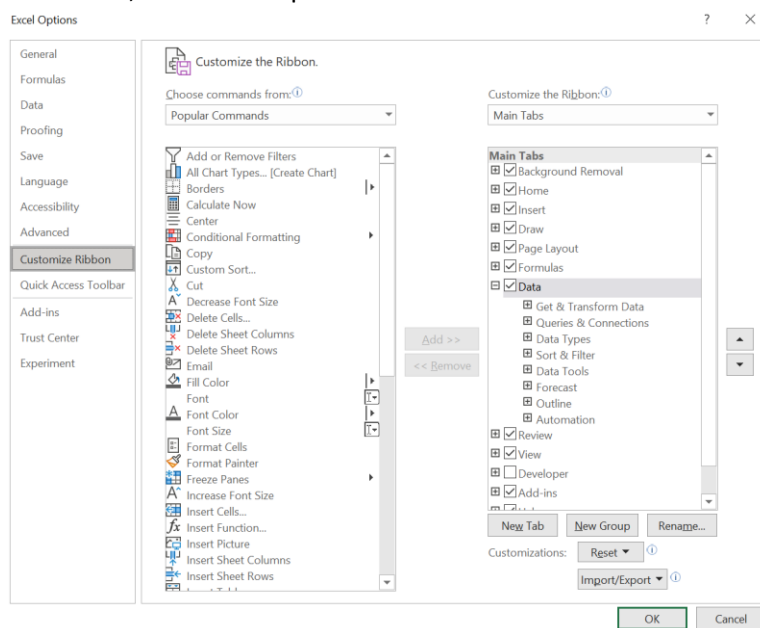 Excel Options
?
General
Formulas
Data
Proofing
Save
Language
Accessibility
Advanced
Customize Ribbon
Quick Access Toolbar
Add-ins
Trust Center
Experiment
Customize the Ribbon.
Choose commands from:
Popular Commands
Add or Remove Filters
All Chart Types... [Create Chart]
Borders
Calculate Now
Center
Conditional Formatting
Copy
Custom Sort...
Cut
Decrease Font Size
Delete Cells...
Delete Sheet Columns
Delete Sheet Rows
Email
Fill Color
Font
Font Color
Font Size
Format Cells
Format Painter
Freeze Panes
Increase Font Size
Insert Cells...
Insert Function...
Insert Picture
Insert Sheet Columns
Insert Sheet Rows
Add >>
<< Remove
Customize the Ribbon:
Main Tabs
Main Tabs
Background Removal
Home
Insert
Draw
Page Layout
Formulas
Data
Get & Transform Data
Queries & Connections
Data Types
Sort & Filter
Data Tools
Forecast
Outline
Automation
Review
View
Developer
Add-ins
New Tab
New Group
Rename...
Customizations:
Reset
Import/Export
OK
Cancel